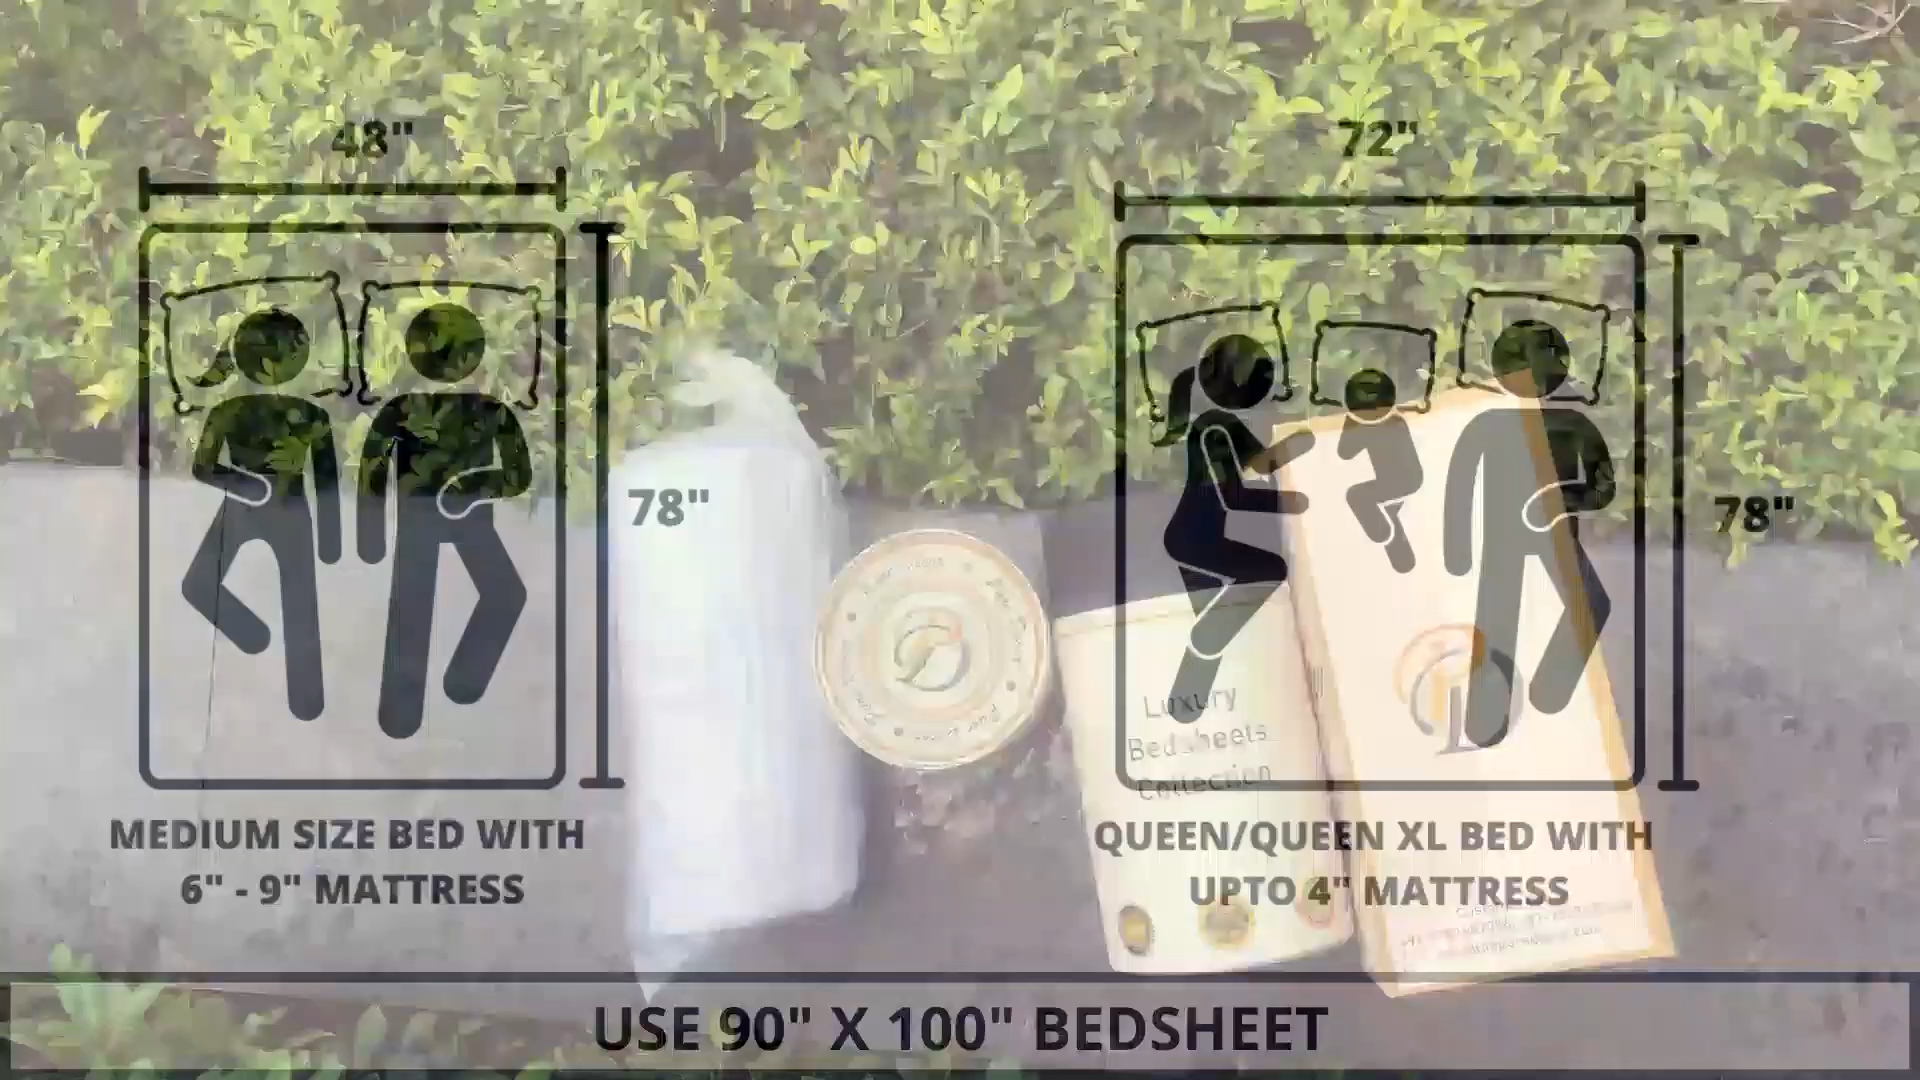 48"
72"
78"
78"
Luxury
Bedsheets
Collection
MEDIUM SIZE BED WITH
6" - 9" MATTRESS
QUEEN/QUEEN XL BED WITH
UPTO 4" MATTRESS
USE 90" X 100" BEDSHEET